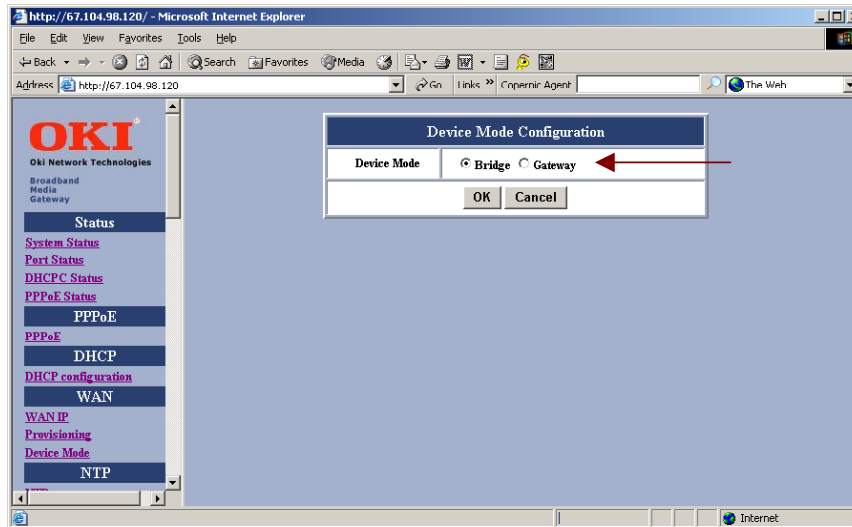 http://67.104.98.120/ - Microsoft Internet Explorer
File Edit View Favorites Tools Help
Back Search Favorites Media
Address http://67.104.98.120 Go Links » Copernic Agent The Web
OKI
Oki Network Technologies
Broadband
Media
Gateway
Status
System Status
Port Status
DHCPC Status
PPPoE Status
PPPoE
PPPoE
DHCP
DHCP configuration
WAN
WAN IP
Provisioning
Device Mode
NTP
Device Mode Configuration
Device Mode Bridge Gateway
OK Cancel
Internet